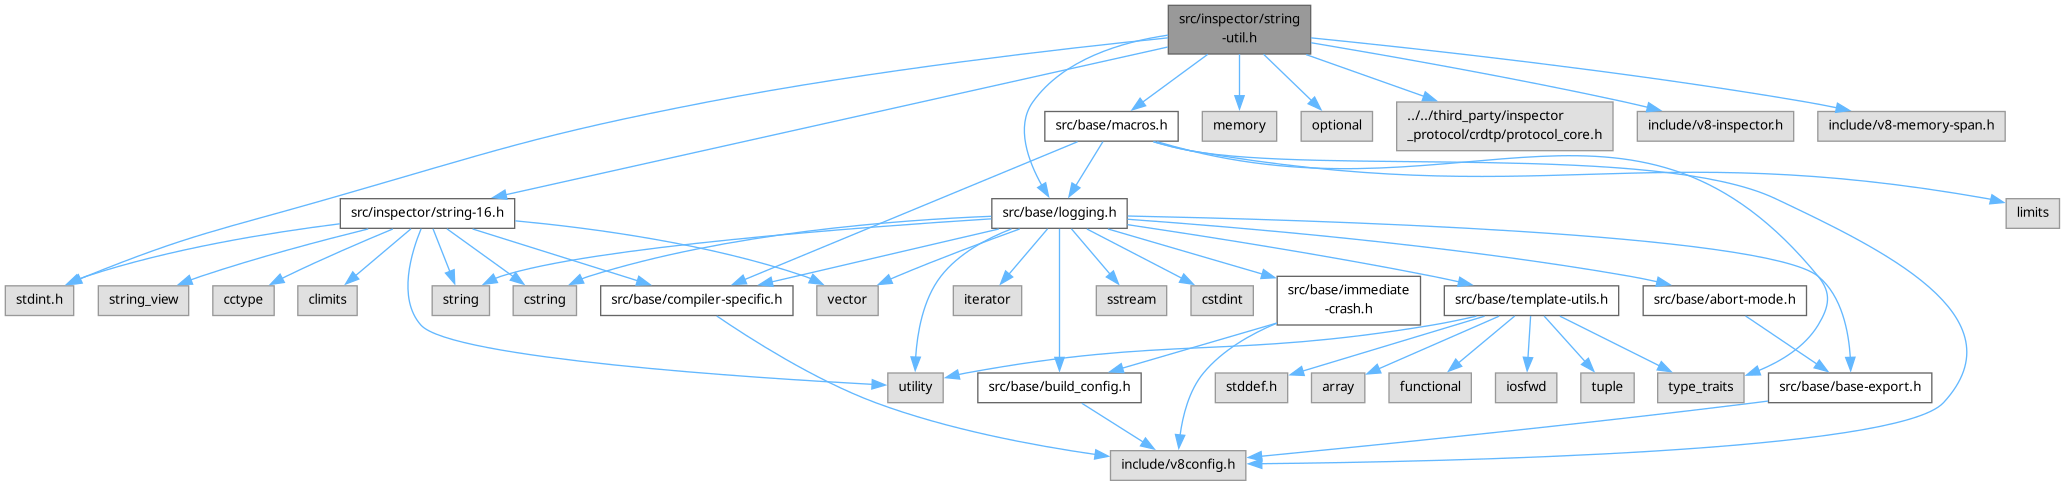 src/inspector/string
-util.h
src/base/macros.h
memory
optional
../../third_party/inspector
_protocol/crdtp/protocol_core.h
include/v8-inspector.h
include/v8-memory-span.h
src/inspector/string-16.h
src/base/logging.h
limits
stdint.h
string_view
cctype
climits
string
cstring
src/base/compiler-specific.h
vector
iterator
sstream
cstdint
src/base/immediate
-crash.h
src/base/template-utils.h
src/base/abort-mode.h
utility
src/base/build_config.h
stddef.h
array
functional
iosfwd
tuple
type_traits
src/base/base-export.h
include/v8config.h